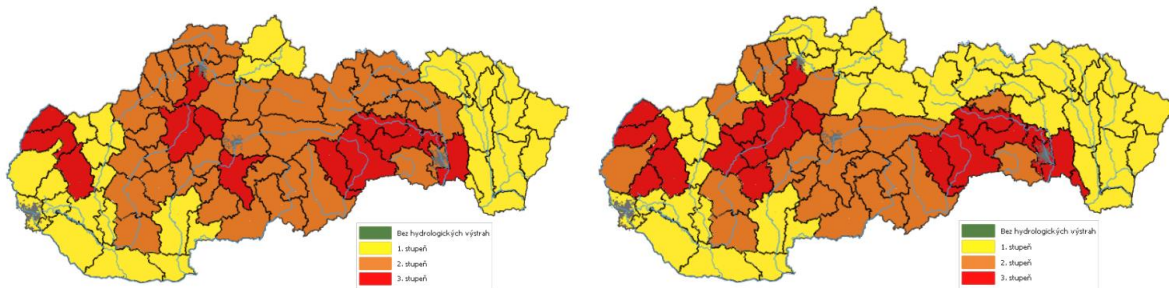 Bez hydrologických výstrah
1. stupeň
2. stupeň
3. stupeň
Bez hydrologických výstrah
1. stupeň
2. stupeň
3. stupeň